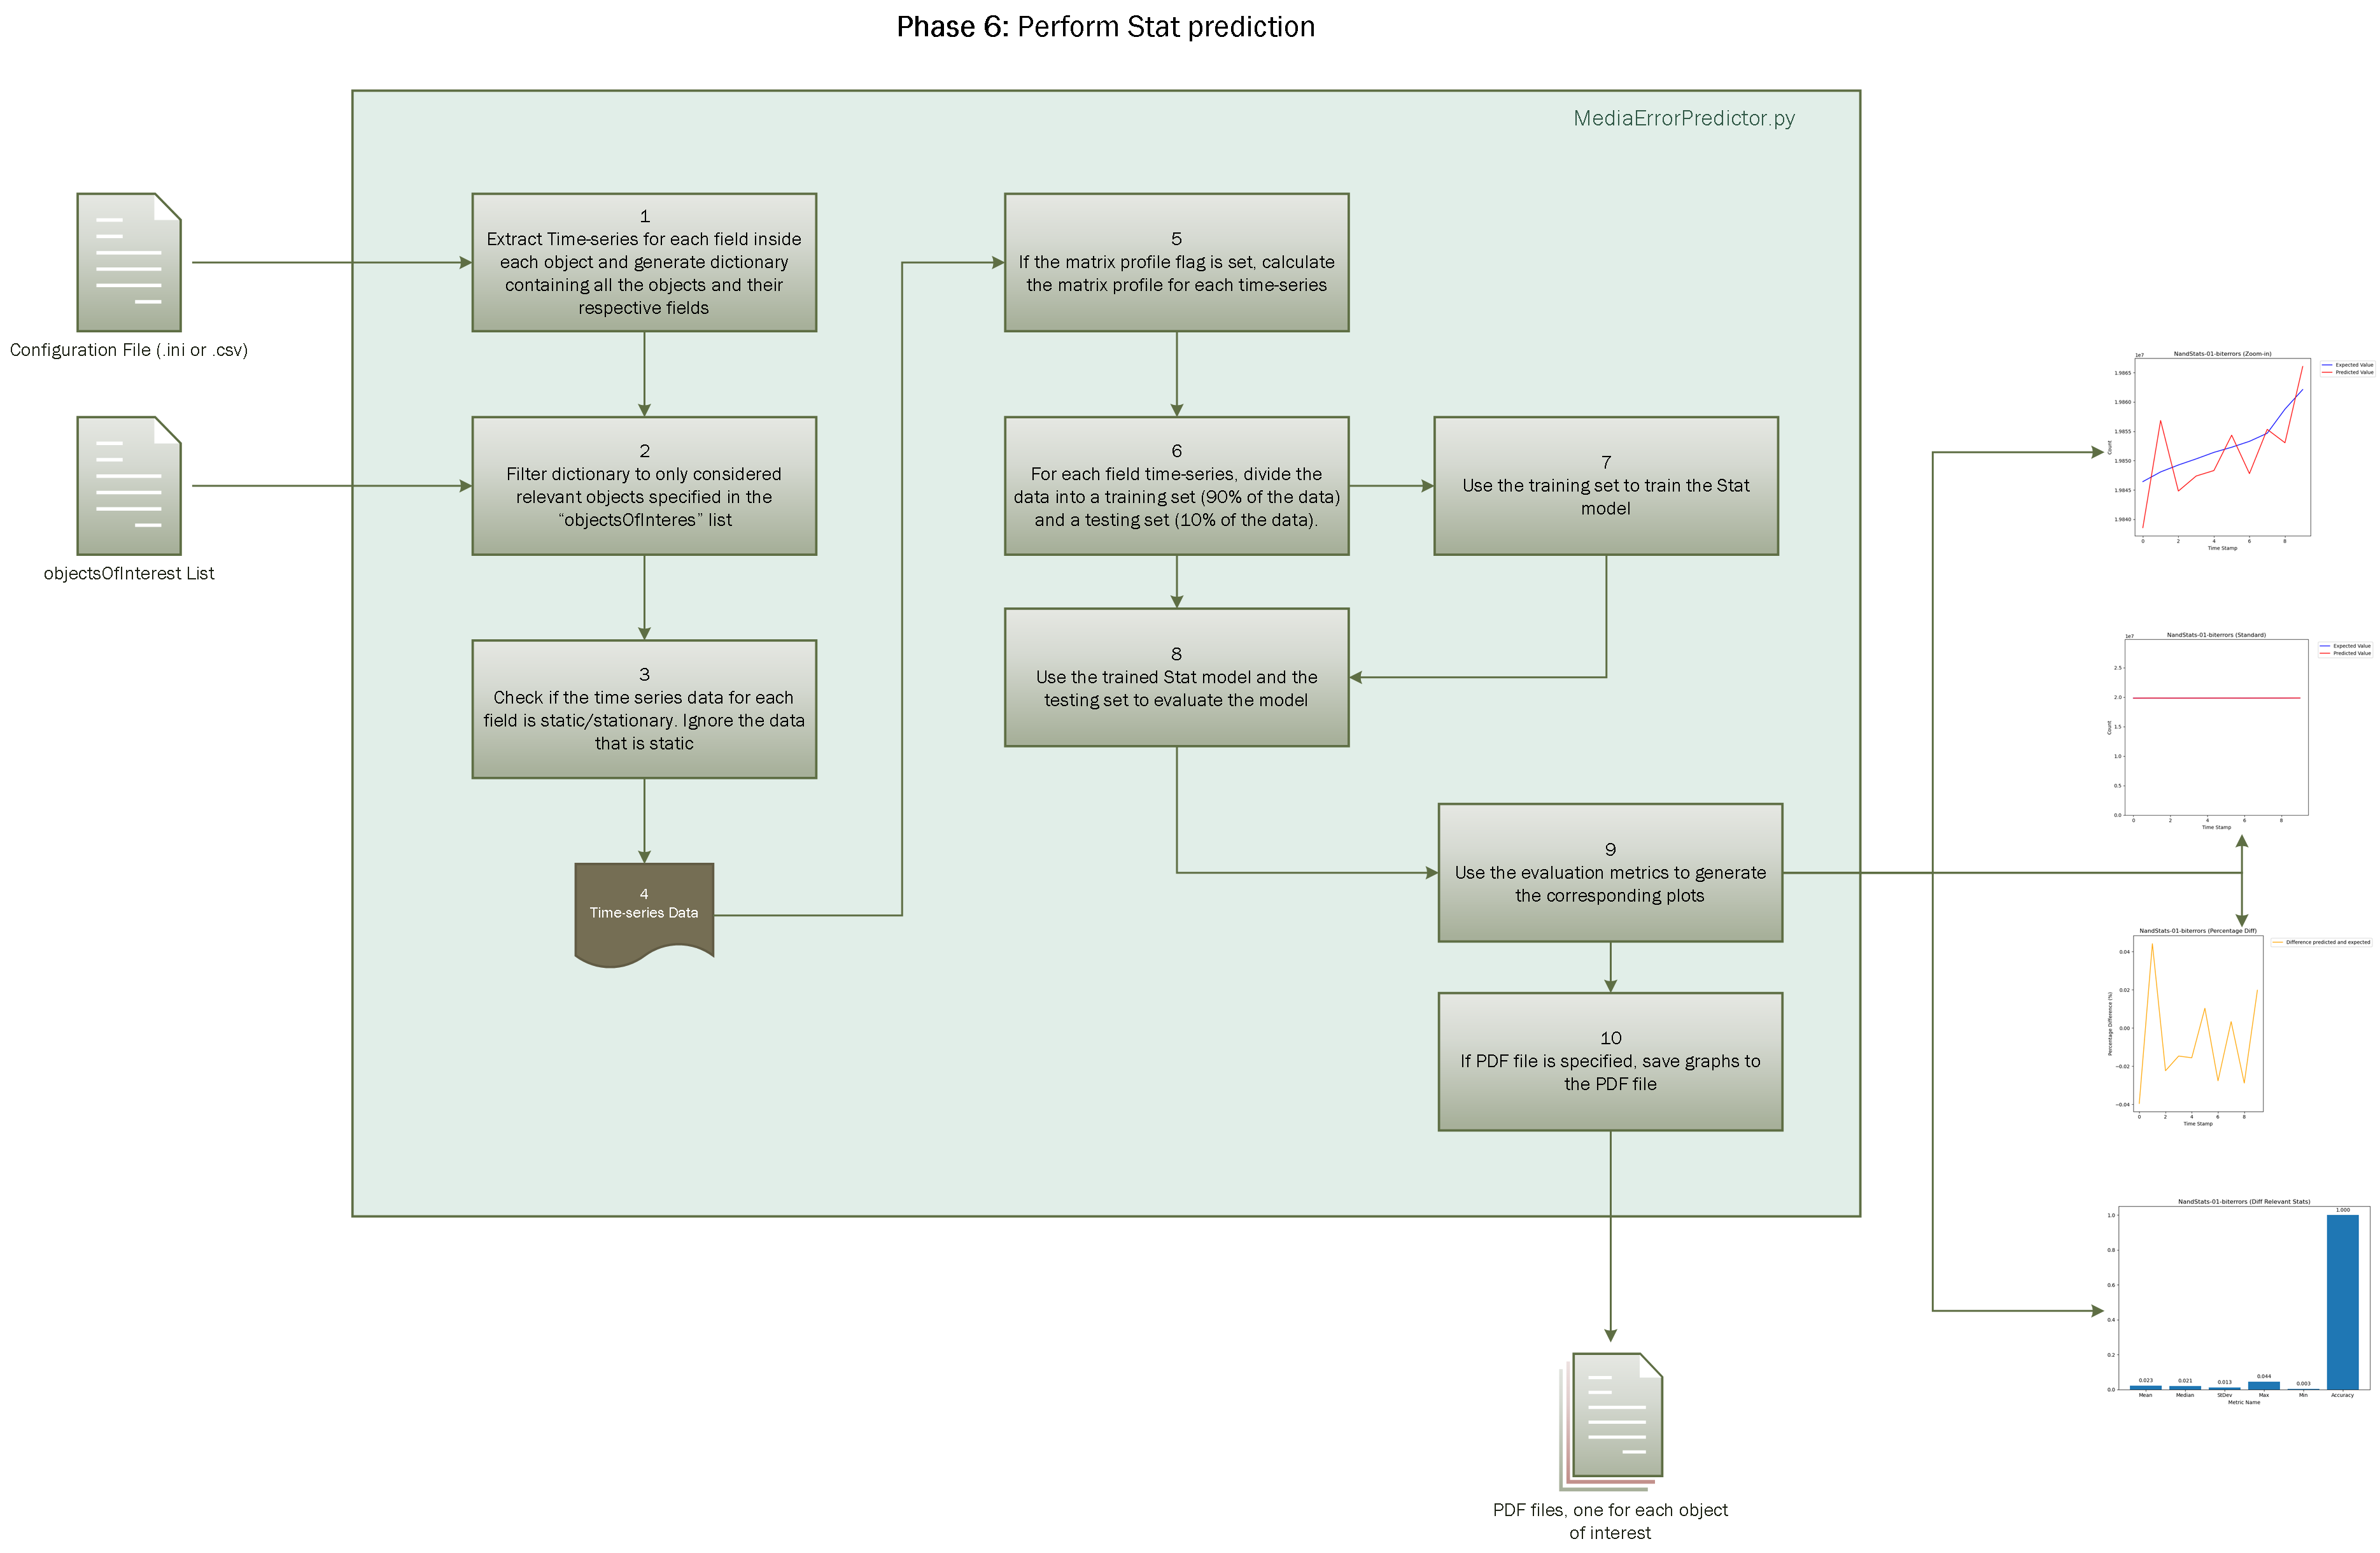 Phase 6: Perform Stat prediction
MediaErrorPredictor.py
Configuration File (.ini or .csv)
objectsOfInterest List
1
Extract Time-series for each field inside
each object and generate dictionary
containing all the objects and their
respective fields
2
Filter dictionary to only considered
relevant objects specified in the
“objectsOfInteres” list
3
Check if the time series data for each
field is static/stationary. Ignore the data
that is static
4
Time-series Data
5
If the matrix profile flag is set, calculate
the matrix profile for each time-series
6
For each field time-series, divide the
data into a training set (90% of the data)
and a testing set (10% of the data).
7
Use the training set to train the Stat
model
8
Use the trained Stat model and the
testing set to evaluate the model
9
Use the evaluation metrics to generate
the corresponding plots
10
If PDF file is specified, save graphs to
the PDF file
PDF files, one for each object
of interest
NandStats-01-biterrors (Zoom-in)
1e7
Expected Value
Predicted Value
1.9865
1.9860
1.9855
1.9850
1.9845
1.9840
Count
0 2 4 6 8
Time Stamp
NandStats-01-biterrors (Standard)
1e7
Expected Value
Predicted Value
2.5
2.0
1.5
1.0
0.5
0.0
Count
0 2 4 6 8
Time Stamp
NandStats-01-biterrors (Percentage Diff)
Difference predicted and expected
0.04
0.02
0.00
−0.02
−0.04
Percentage Difference (%)
0 2 4 6 8
Time Stamp
NandStats-01-biterrors (Diff Relevant Stats)
1.0
0.8
0.6
0.4
0.2
0.0
0.023 0.021 0.013 0.044 0.003 1.000
Mean Median StDev Max Min Accuracy
Metric Name